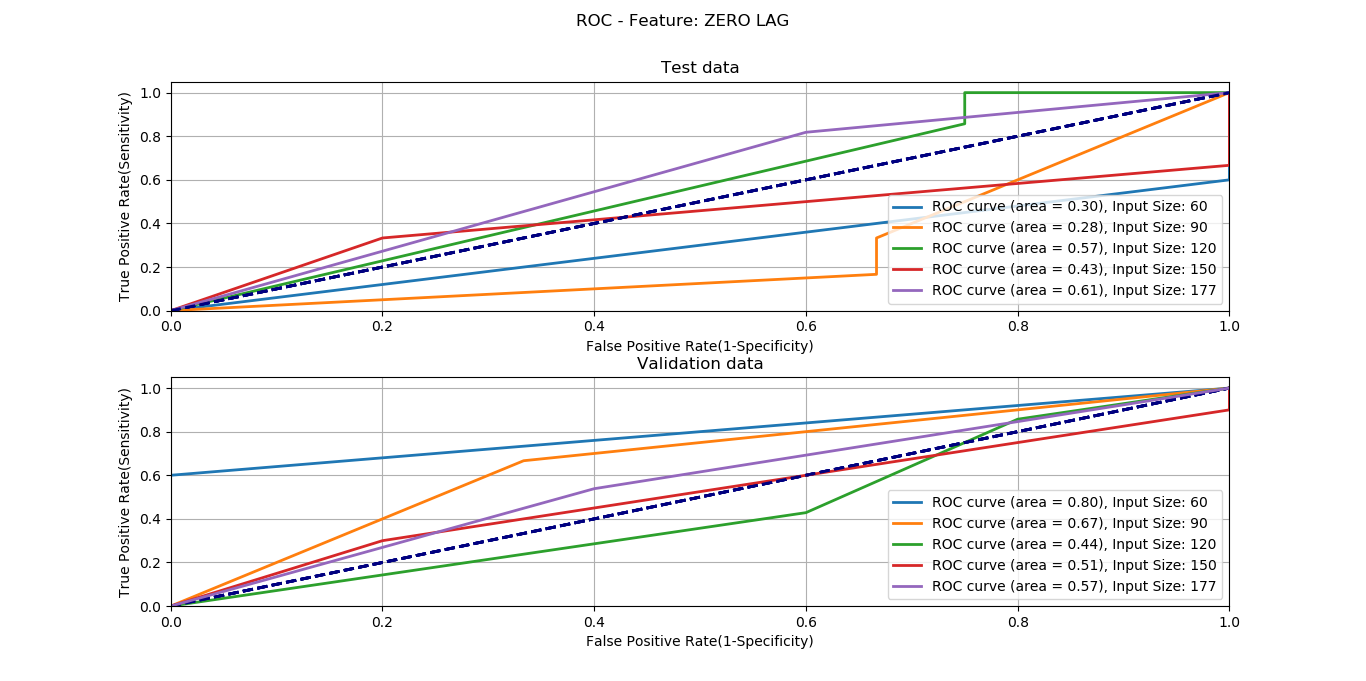 ROC - Feature: ZERO LAG
Test data
True Positive Rate(Sensitivity)
1.0
0.8
0.6
0.4
0.2
0.0
ROC curve (area = 0.30), Input Size: 60
ROC curve (area = 0.28), Input Size: 90
ROC curve (area = 0.57), Input Size: 120
ROC curve (area = 0.43), Input Size: 150
ROC curve (area = 0.61), Input Size: 177
0.0 0.2 0.4 0.6 0.8 1.0
False Positive Rate(1-Specificity)
Validation data
True Positive Rate(Sensitivity)
1.0
0.8
0.6
0.4
0.2
0.0
ROC curve (area = 0.80), Input Size: 60
ROC curve (area = 0.67), Input Size: 90
ROC curve (area = 0.44), Input Size: 120
ROC curve (area = 0.51), Input Size: 150
ROC curve (area = 0.57), Input Size: 177
0.0 0.2 0.4 0.6 0.8 1.0
False Positive Rate(1-Specificity)